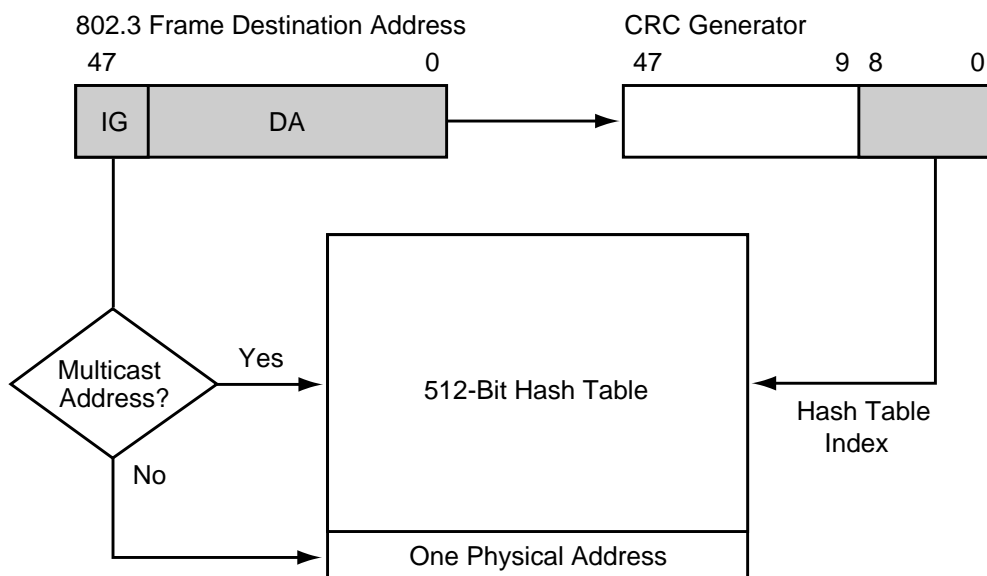 802.3 Frame Destination Address
47 0
IG DA
CRC Generator
47 9 8 0
Multicast
Address?
Yes
No
512-Bit Hash Table
Hash Table
Index
One Physical Address